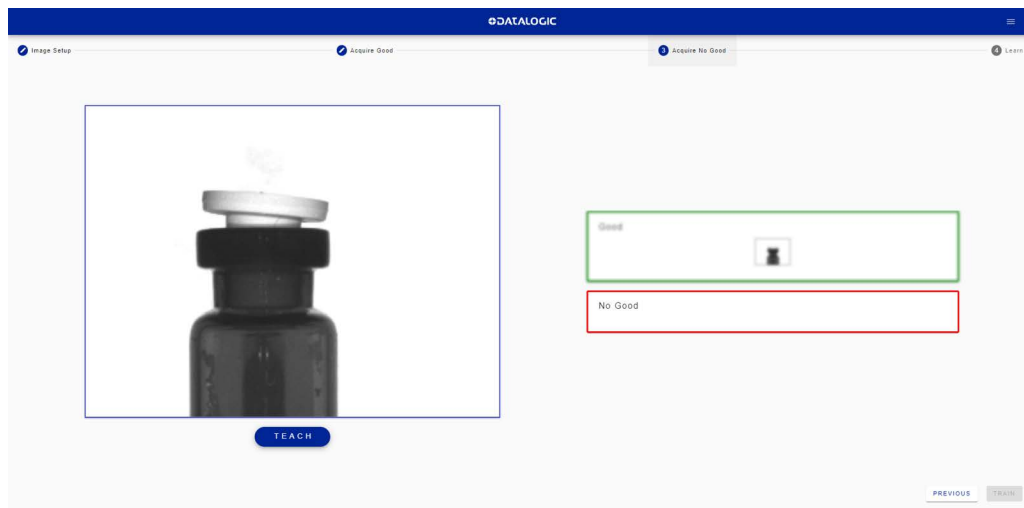 DATALOGIC
Image Setup
Acquire Good
3 Acquire No Good
4 Learn
Good
No Good
TEACH
PREVIOUS
TRAIN